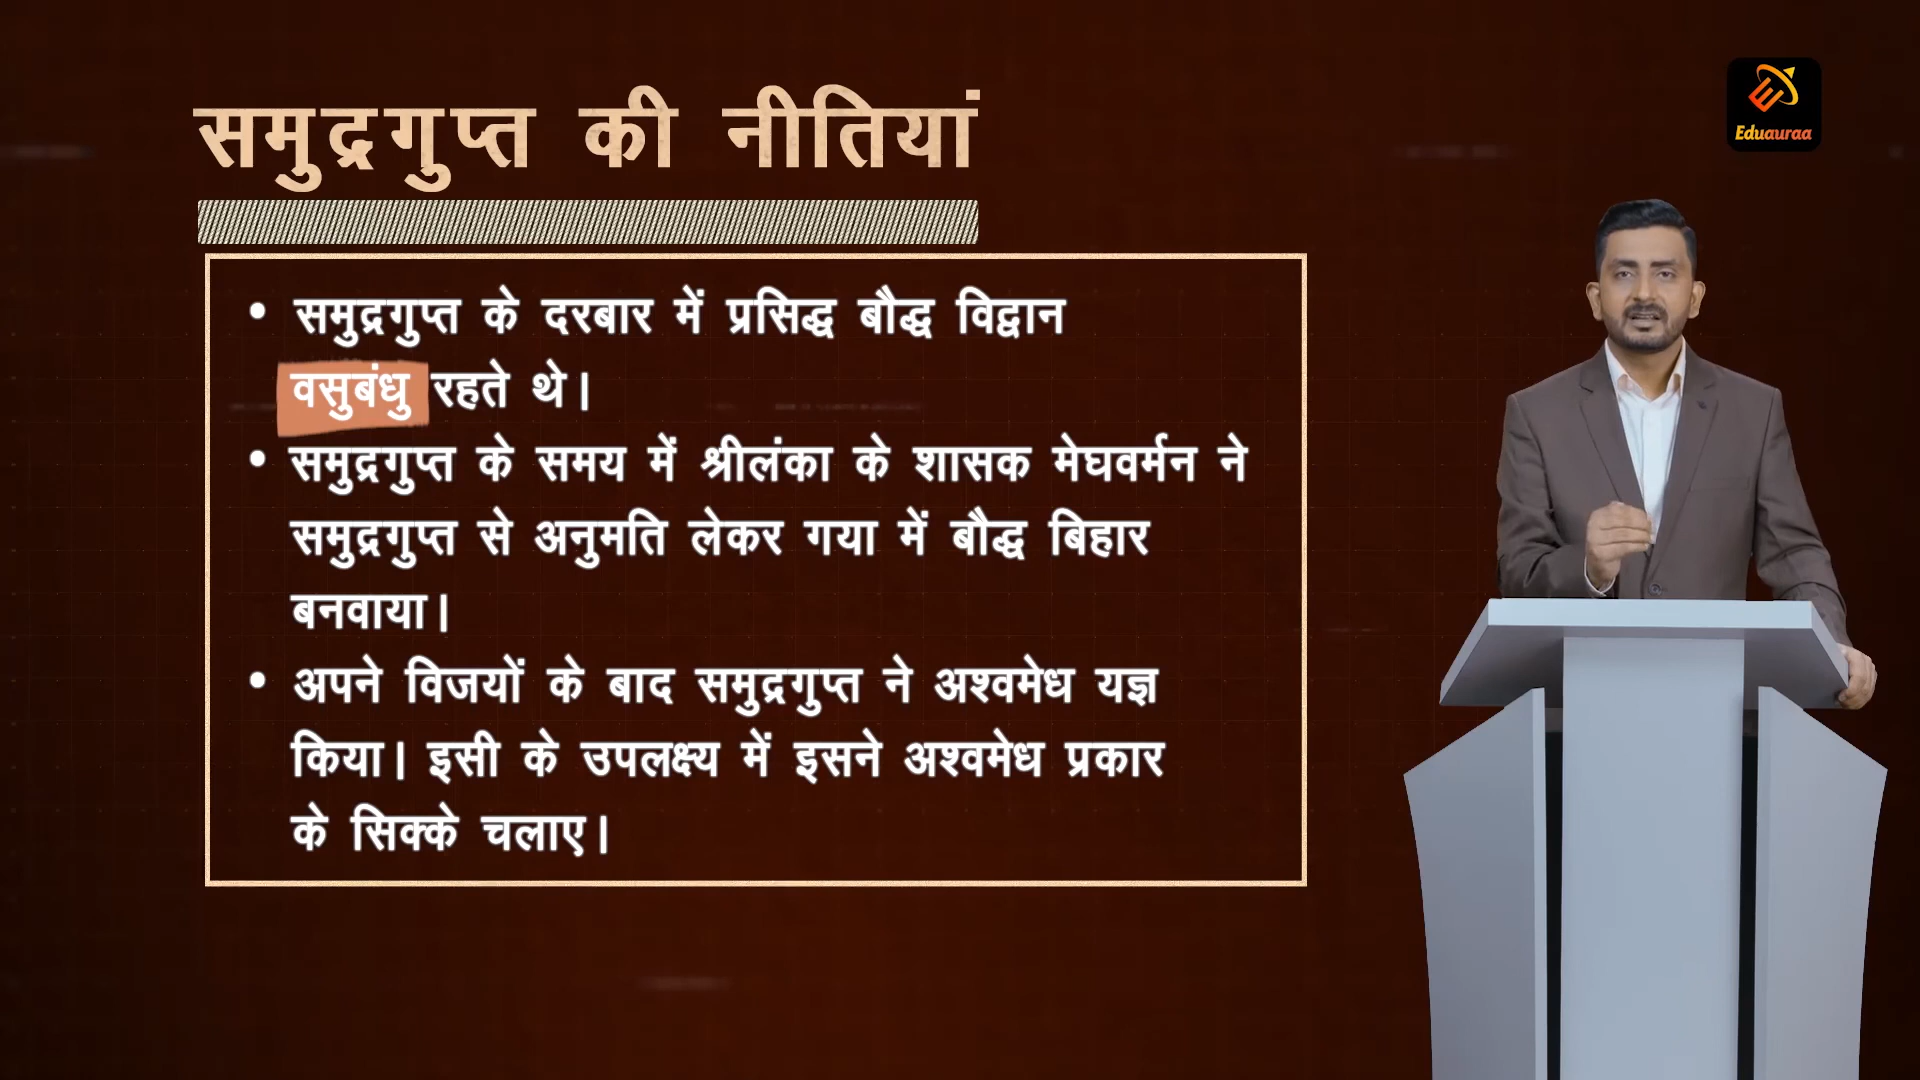 समुद्रगुप्त की नीतियां
Eduauraa
• समुद्रगुप्त के दरबार में प्रसिद्ध बौद्ध विद्वान
वसुबंधु रहते थे।
• समुद्रगुप्त के समय में श्रीलंका के शासक मेघवर्मन ने
समुद्रगुप्त से अनुमति लेकर गया में बौद्ध बिहार
बनवाया।
• अपने विजयों के बाद समुद्रगुप्त ने अश्वमेध यज्ञ
किया। इसी के उपलक्ष्य में इसने अश्वमेध प्रकार
के सिक्के चलाए।